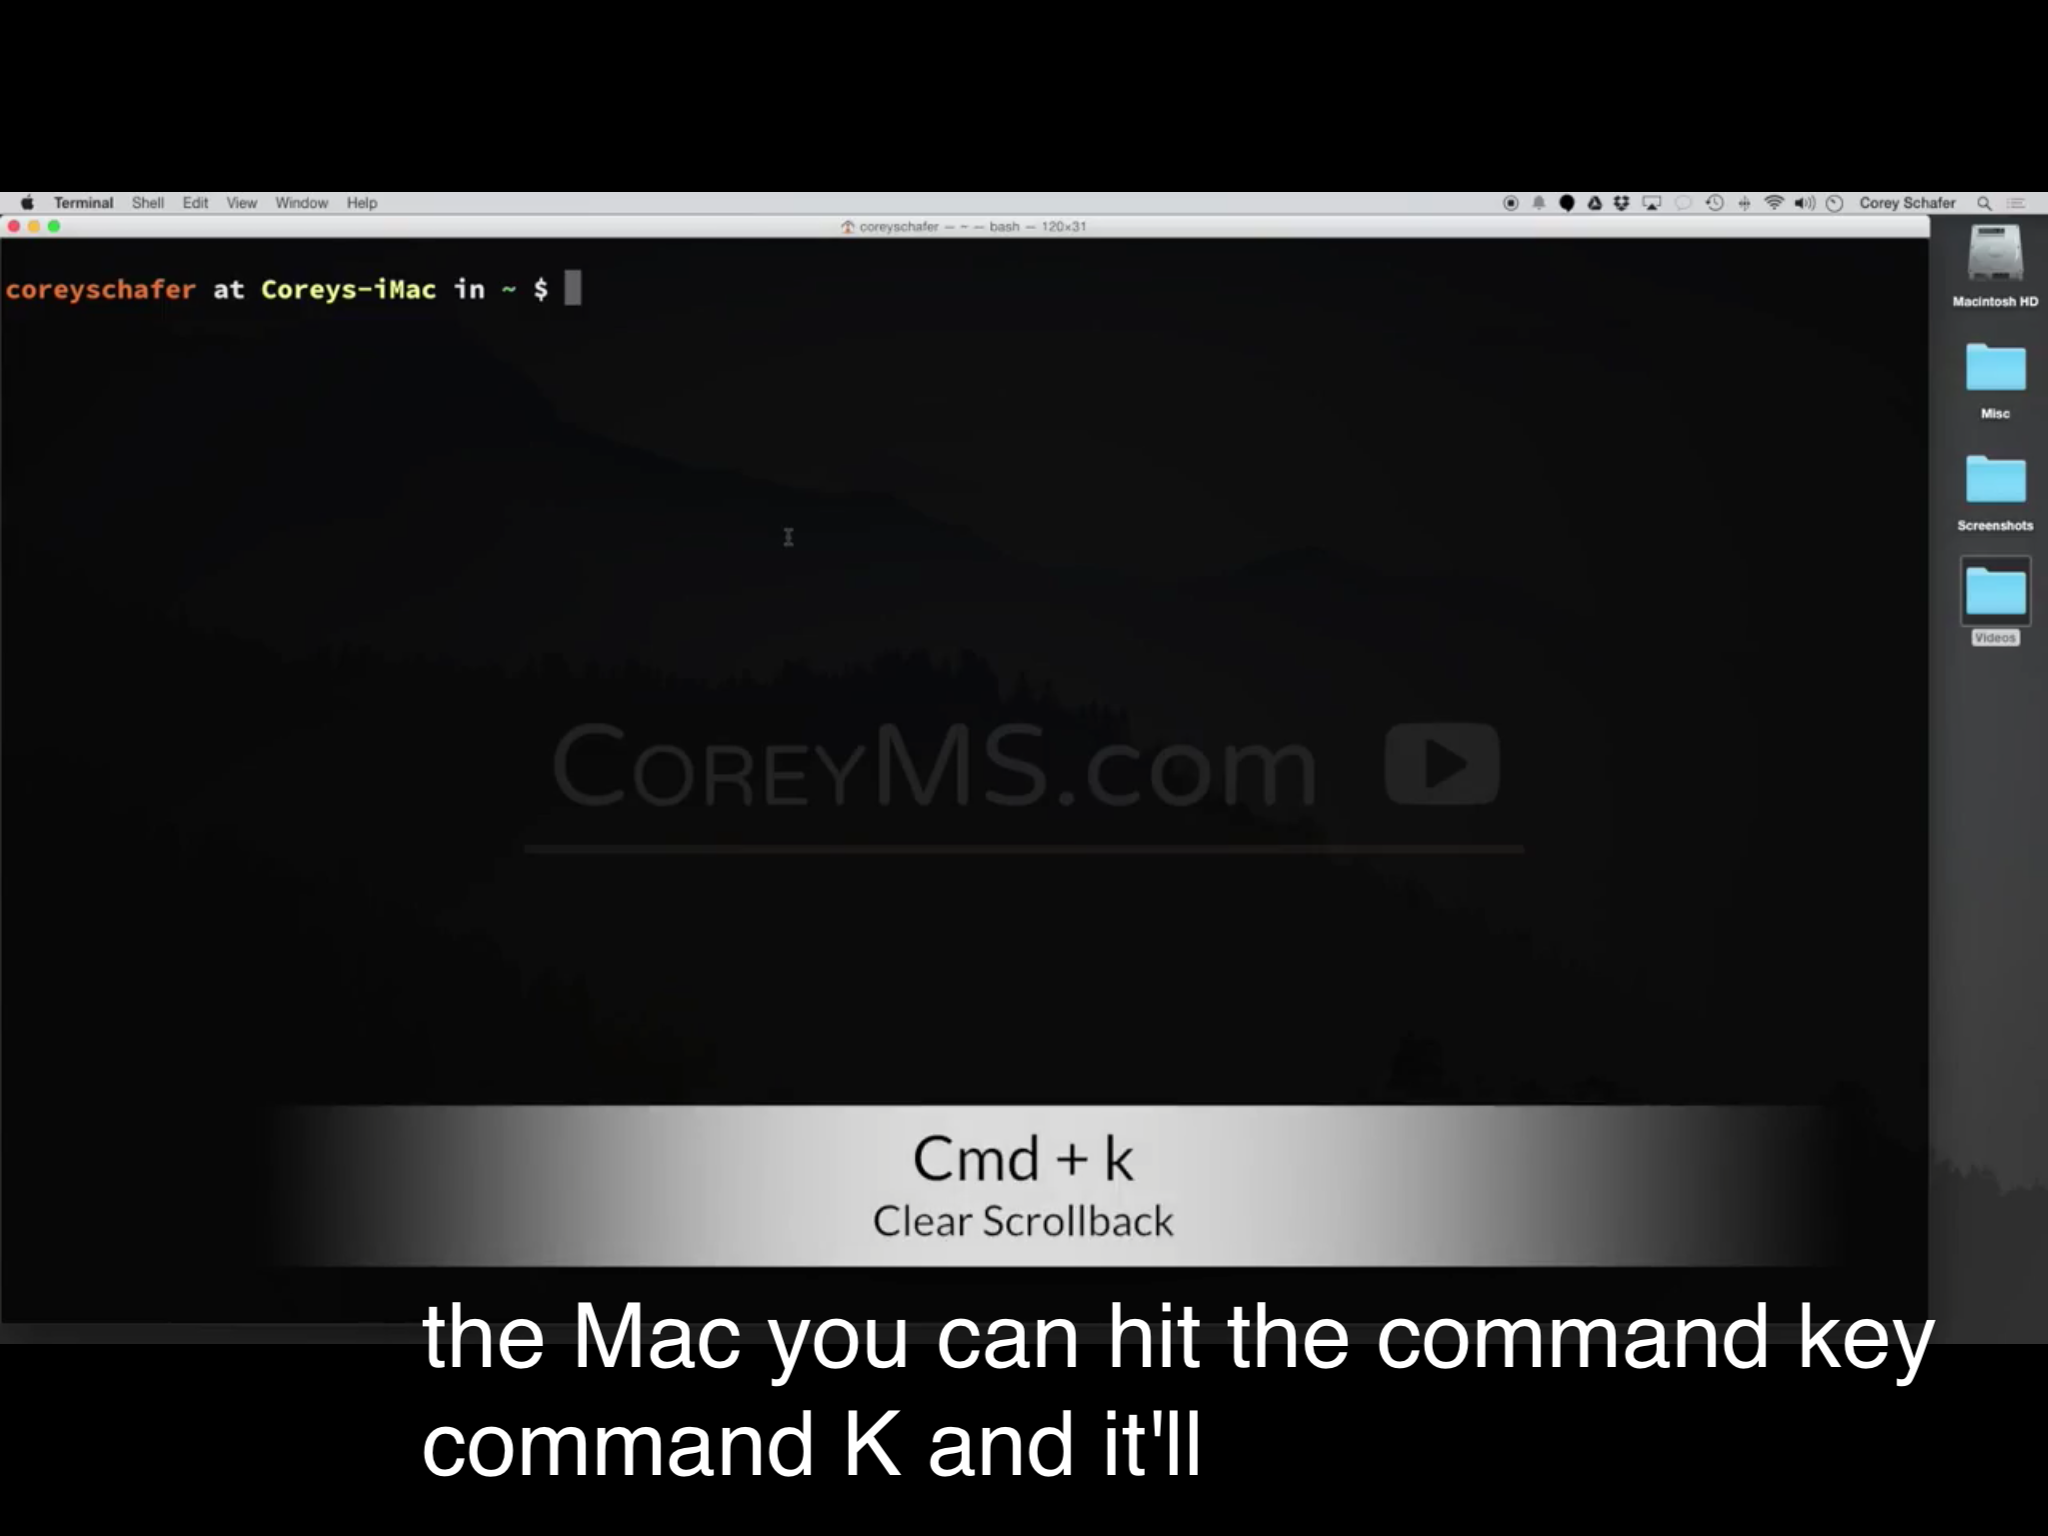 Terminal Shell Edit View Window Help Corey Schafer
coreyschafer — ~ — bash — 120×31
coreyschafer at Coreys-iMac in ~ $
Macintosh HD
Misc
Screenshots
Videos
CoreyMS.com
Cmd + k
Clear Scrollback
the Mac you can hit the command key
command K and it'll